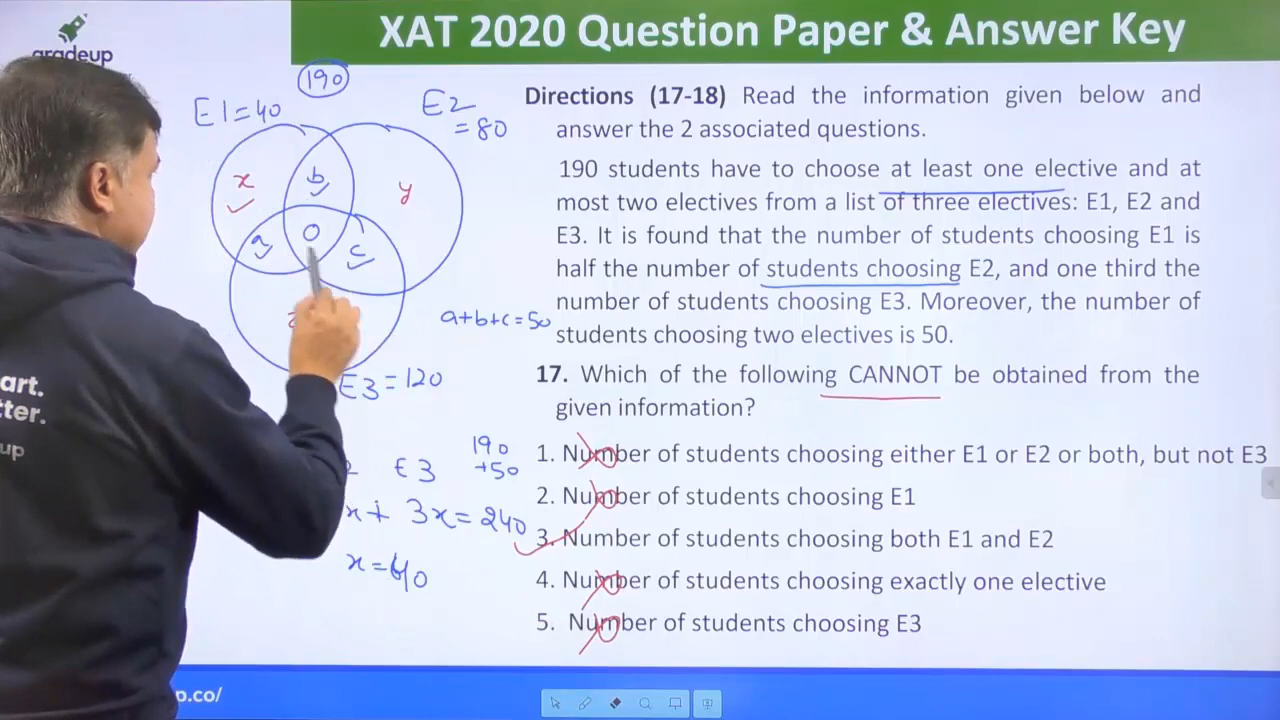 gradeup
XAT 2020 Question Paper & Answer Key
190
E1=40
E2
=80
x
b
y
a
0
c
a+b+c=50
E3=120
E3
190
+50
x+ 3x=240
x=40
Directions (17-18) Read the information given below and
answer the 2 associated questions.
190 students have to choose at least one elective and at
most two electives from a list of three electives: E1, E2 and
E3. It is found that the number of students choosing E1 is
half the number of students choosing E2, and one third the
number of students choosing E3. Moreover, the number of
students choosing two electives is 50.
17. Which of the following CANNOT be obtained from the
given information?
1. Number of students choosing either E1 or E2 or both, but not E3
2. Number of students choosing E1
3. Number of students choosing both E1 and E2
4. Number of students choosing exactly one elective
5. Number of students choosing E3
art.
tter.
up
p.co/